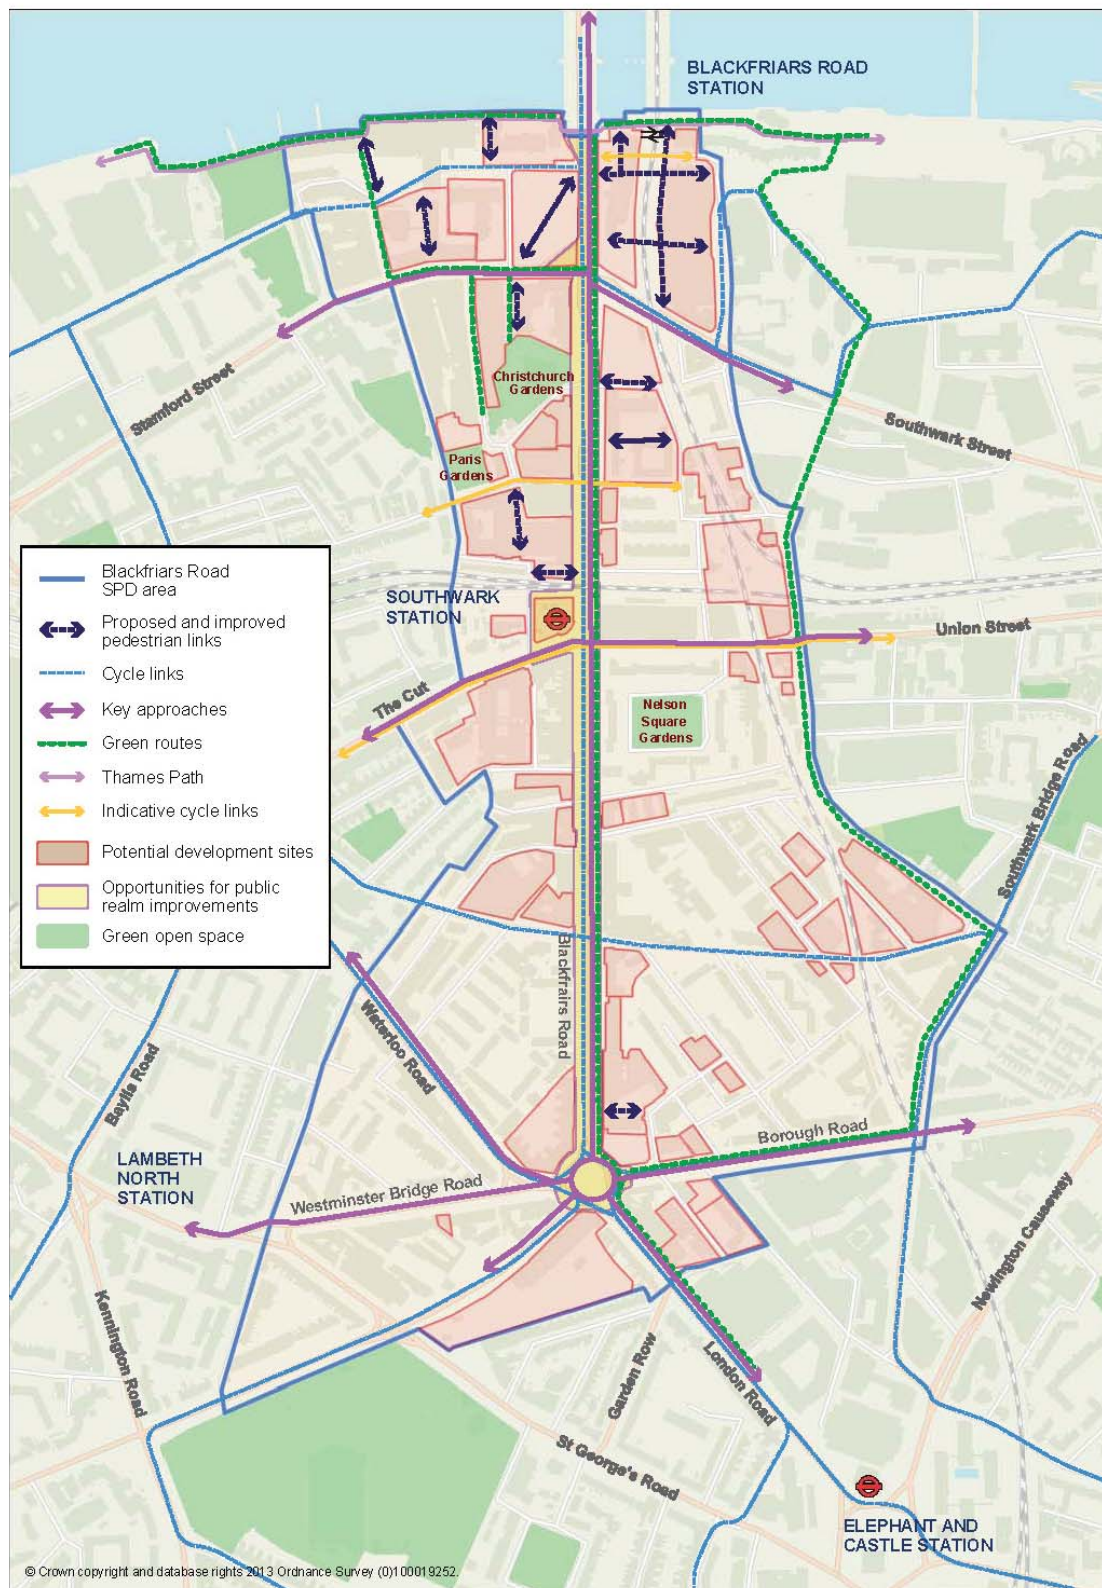 BLACKFRIARS ROAD
STATION
Stamford Street
Christchurch
Gardens
Southwark Street
Paris
Gardens
SOUTHWARK
STATION
Union Street
The Cut
Nelson
Square
Gardens
Southwark Bridge Road
Blackfrairs Road
Waterloo Road
Baylis Road
LAMBETH
NORTH
STATION
Westminster Bridge Road
Borough Road
Newington Causeway
Kennington Road
Garden Row
London Road
St George's Road
ELEPHANT AND
CASTLE STATION
Blackfriars Road
SPD area
Proposed and improved
pedestrian links
Cycle links
Key approaches
Green routes
Thames Path
Indicative cycle links
Potential development sites
Opportunities for public
realm improvements
Green open space
© Crown copyright and database rights 2013 Ordnance Survey (0)100019252.